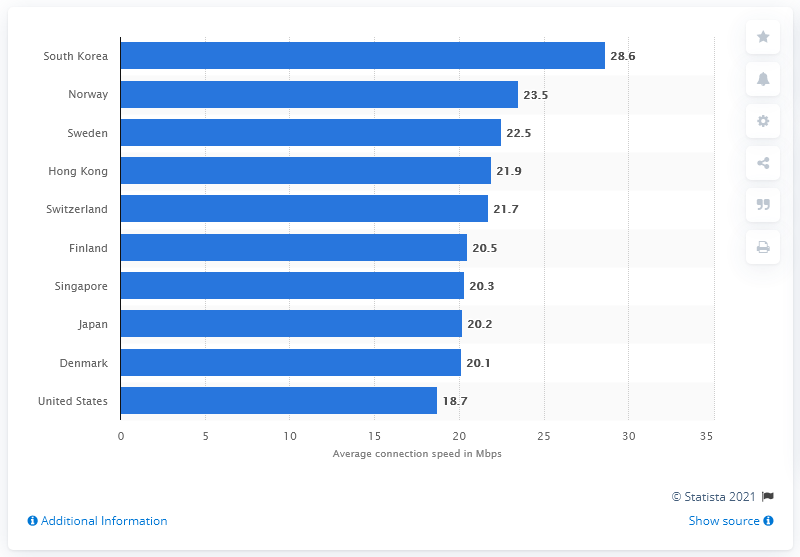 South Korea 28.6
Norway 23.5
Sweden 22.5
Hong Kong 21.9
Switzerland 21.7
Finland 20.5
Singapore 20.3
Japan 20.2
Denmark 20.1
United States 18.7
0 5 10 15 20 25 30 35
Average connection speed in Mbps
© Statista 2021
Additional Information Show source